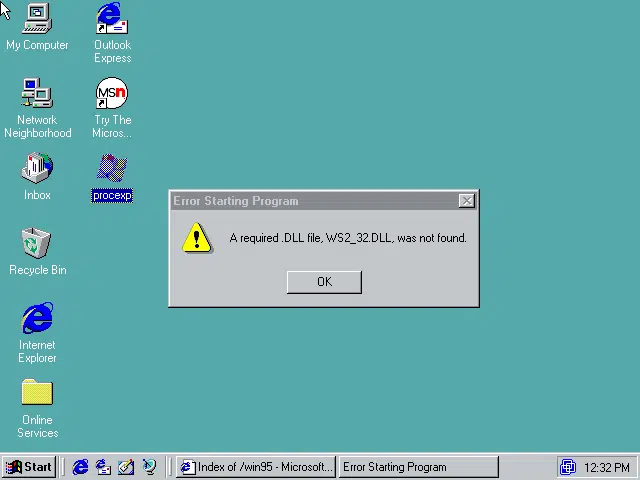 My Computer
Outlook
Express
Network
Neighborhood
msn
Try The
Micros...
Inbox
procexp
Recycle Bin
Internet
Explorer
Online
Services
Error Starting Program
A required .DLL file, WS2_32.DLL, was not found.
OK
Start
Index of /win95 - Microsoft...
Error Starting Program
12:32 PM